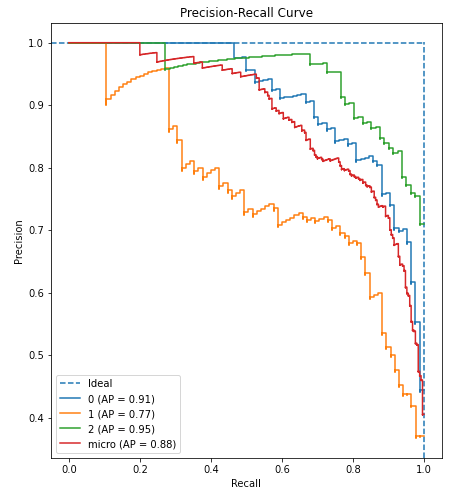 Precision-Recall Curve
1.0
0.9
0.8
0.7
0.6
0.5
0.4
Precision
Ideal
0 (AP = 0.91)
1 (AP = 0.77)
2 (AP = 0.95)
micro (AP = 0.88)
0.0 0.2 0.4 0.6 0.8 1.0
Recall